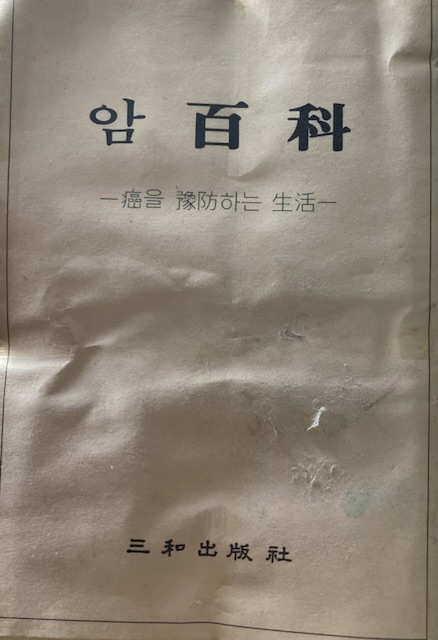 암 百 科
―癌을 豫防하는 生活―
三和出版社